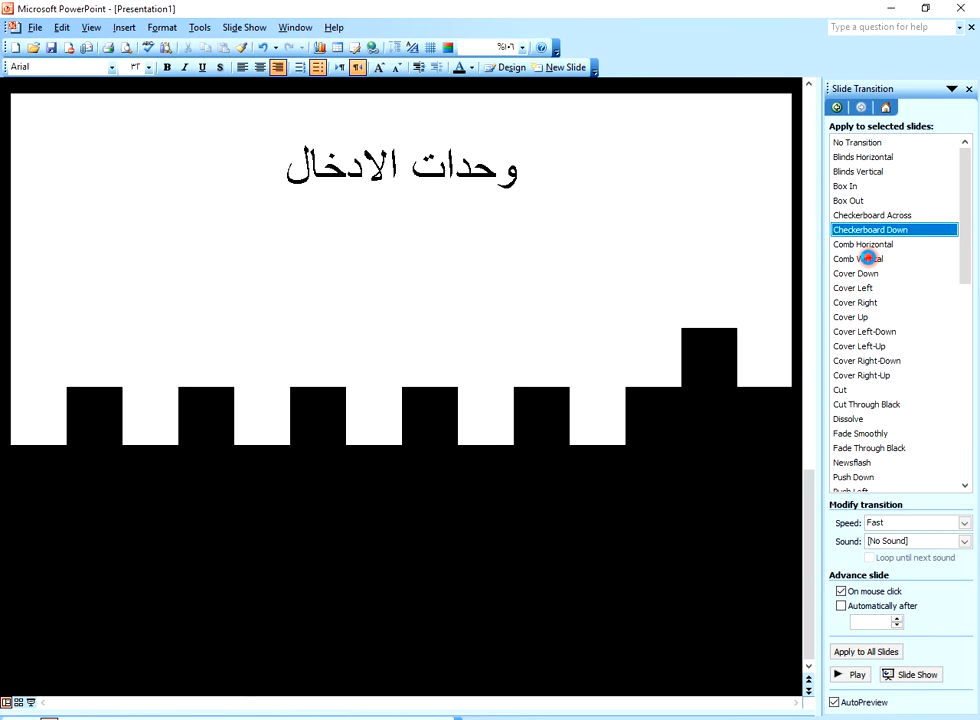 Microsoft PowerPoint - [Presentation1]
File Edit View Insert Format Tools Slide Show Window Help
Type a question for help
%١٠٦
Arial ٣٢ B I U S Design New Slide
Slide Transition
Apply to selected slides:
No Transition
Blinds Horizontal
Blinds Vertical
Box In
Box Out
Checkerboard Across
Checkerboard Down
Comb Horizontal
Comb
Cover Down
Cover Left
Cover Right
Cover Up
Cover Left-Down
Cover Left-Up
Cover Right-Down
Cover Right-Up
Cut
Cut Through Black
Dissolve
Fade Smoothly
Fade Through Black
Newsflash
Push Down
Push Left
Modify transition
Speed: Fast
Sound: [No Sound]
Loop until next sound
Advance slide
On mouse click
Automatically after
Apply to All Slides
Play Slide Show
AutoPreview
وحدات الادخال